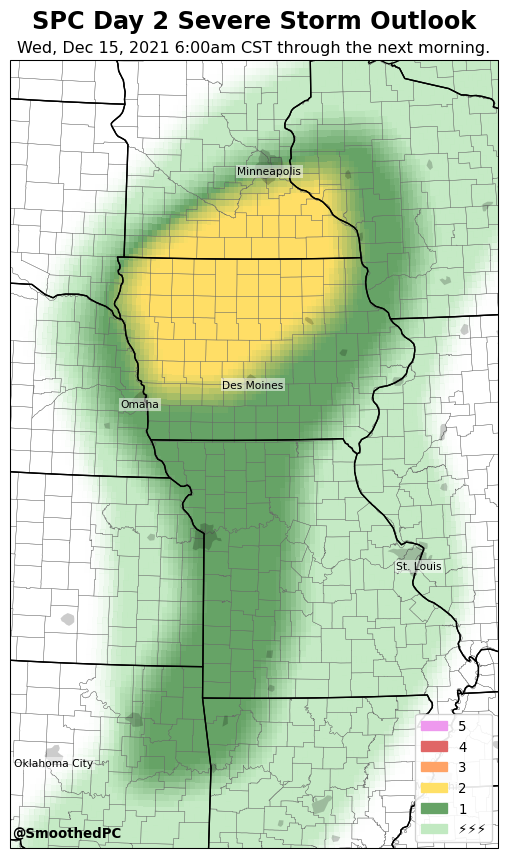 SPC Day 2 Severe Storm Outlook
Wed, Dec 15, 2021 6:00am CST through the next morning.
Minneapolis
Des Moines
Omaha
St. Louis
Oklahoma City
5
4
3
2
1
⚡⚡⚡
@SmoothedPC